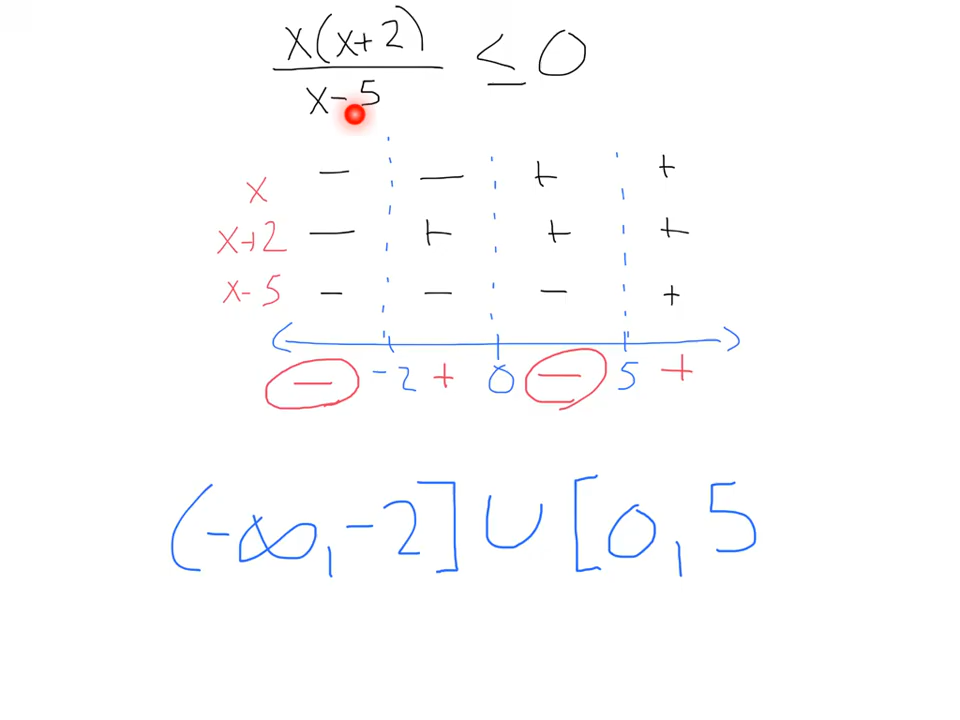 x(x+2)
x-5
≤ 0
x - - + +
x+2 - + + +
x-5 - - - +
- -2 + 0 - 5 +
(-∞, -2] ∪ [0, 5